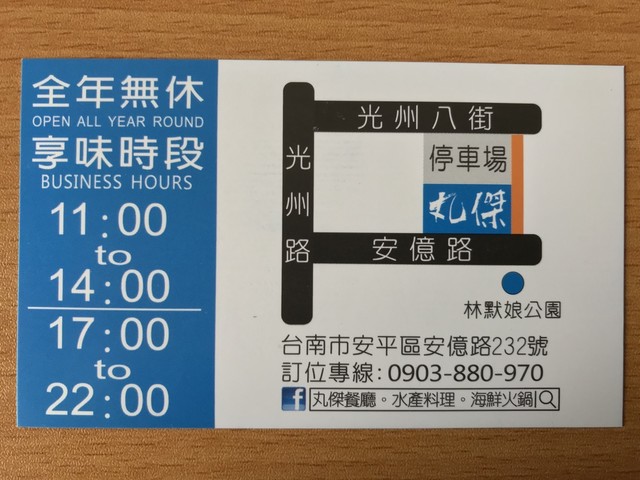 全年無休
OPEN ALL YEAR ROUND
享味時段
BUSINESS HOURS
11:00
to
14:00
17:00
to
22:00
光州八街
光州路
停車場
丸傑
安億路
林默娘公園
台南市安平區安億路232號
訂位專線: 0903-880-970
f 丸傑餐廳。水產料理。海鮮火鍋